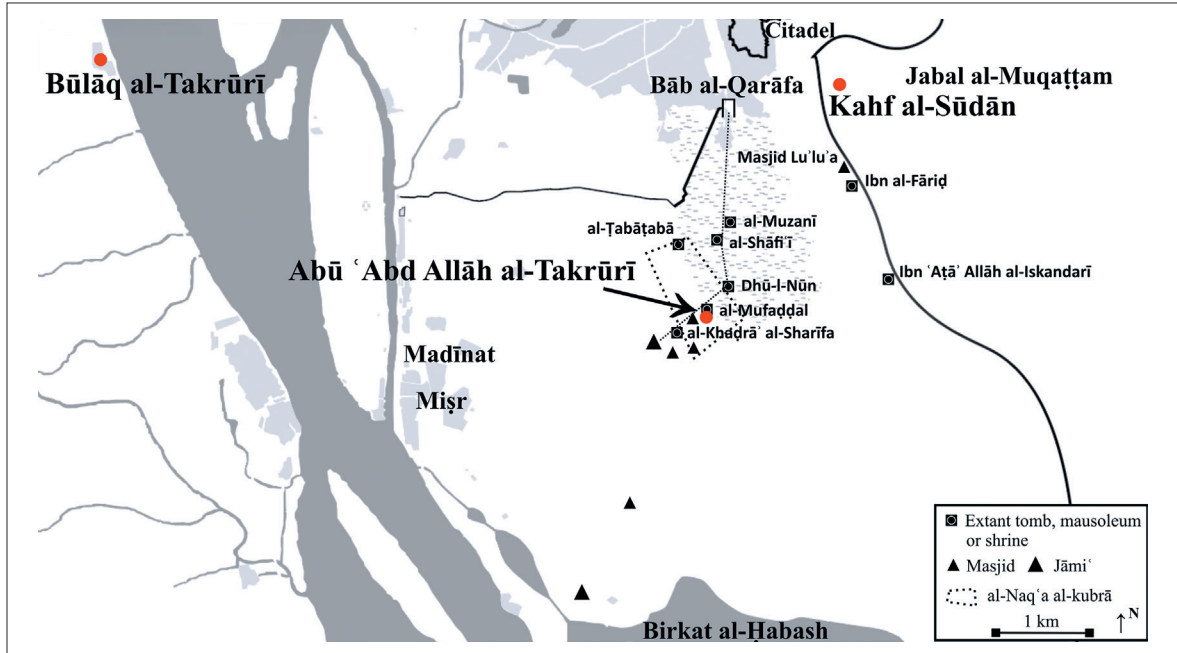 Citadel
Būlāq al-Takrūrī
Bāb al-Qarāfa
Jabal al-Muqaṭṭam
Kahf al-Sūdān
Masjid Luʾluʾa
Ibn al-Fāriḍ
al-Muzanī
al-Ṭabāṭabā
al-Shāfiʿī
Abū ʿAbd Allāh al-Takrūrī
Ibn ʿAṭāʾ Allāh al-Iskandarī
Dhū-l-Nūn
al-Mufaḍḍal
al-Khaḍrāʾ al-Sharīfa
Madīnat
Miṣr
Birkat al-Ḥabash
Extant tomb, mausoleum
or shrine
Masjid Jāmiʿ
al-Naqʿa al-kubrā
1 km N